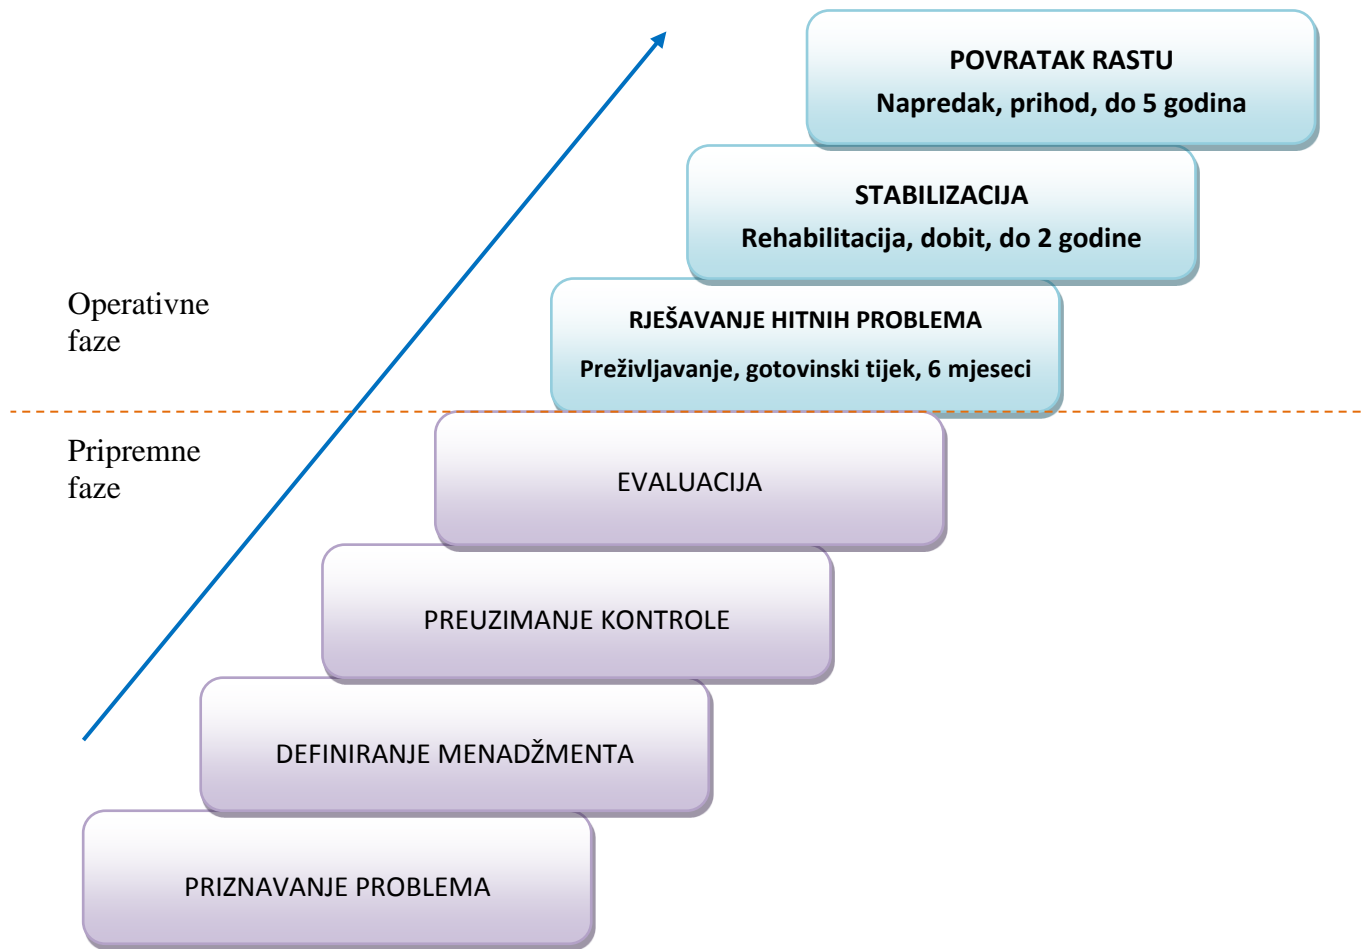 POVRATAK RASTU
Napredak, prihod, do 5 godina
STABILIZACIJA
Rehabilitacija, dobit, do 2 godine
Operativne
faze
RJEŠAVANJE HITNIH PROBLEMA
Preživljavanje, gotovinski tijek, 6 mjeseci
Pripremne
faze
EVALUACIJA
PREUZIMANJE KONTROLE
DEFINIRANJE MENADŽMENTA
PRIZNAVANJE PROBLEMA